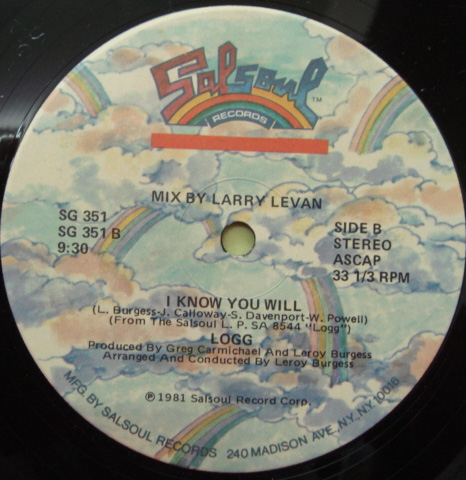 Salsoul TM
RECORDS
MIX BY LARRY LEVAN
SG 351
SG 351 B
9:30
SIDE B
STEREO
ASCAP
33 1/3 RPM
I KNOW YOU WILL
(L. Burgess-J. Calloway-S. Davenport-W. Powell)
(From The Salsoul L. P. SA 8544 "Logg")
LOGG
Produced By Greg Carmichael And Leroy Burgess
Arranged And Conducted By Leroy Burgess
℗ 1981 Salsoul Record Corp.
MFG. BY SALSOUL RECORDS 240 MADISON AVE., NY, NY 10016